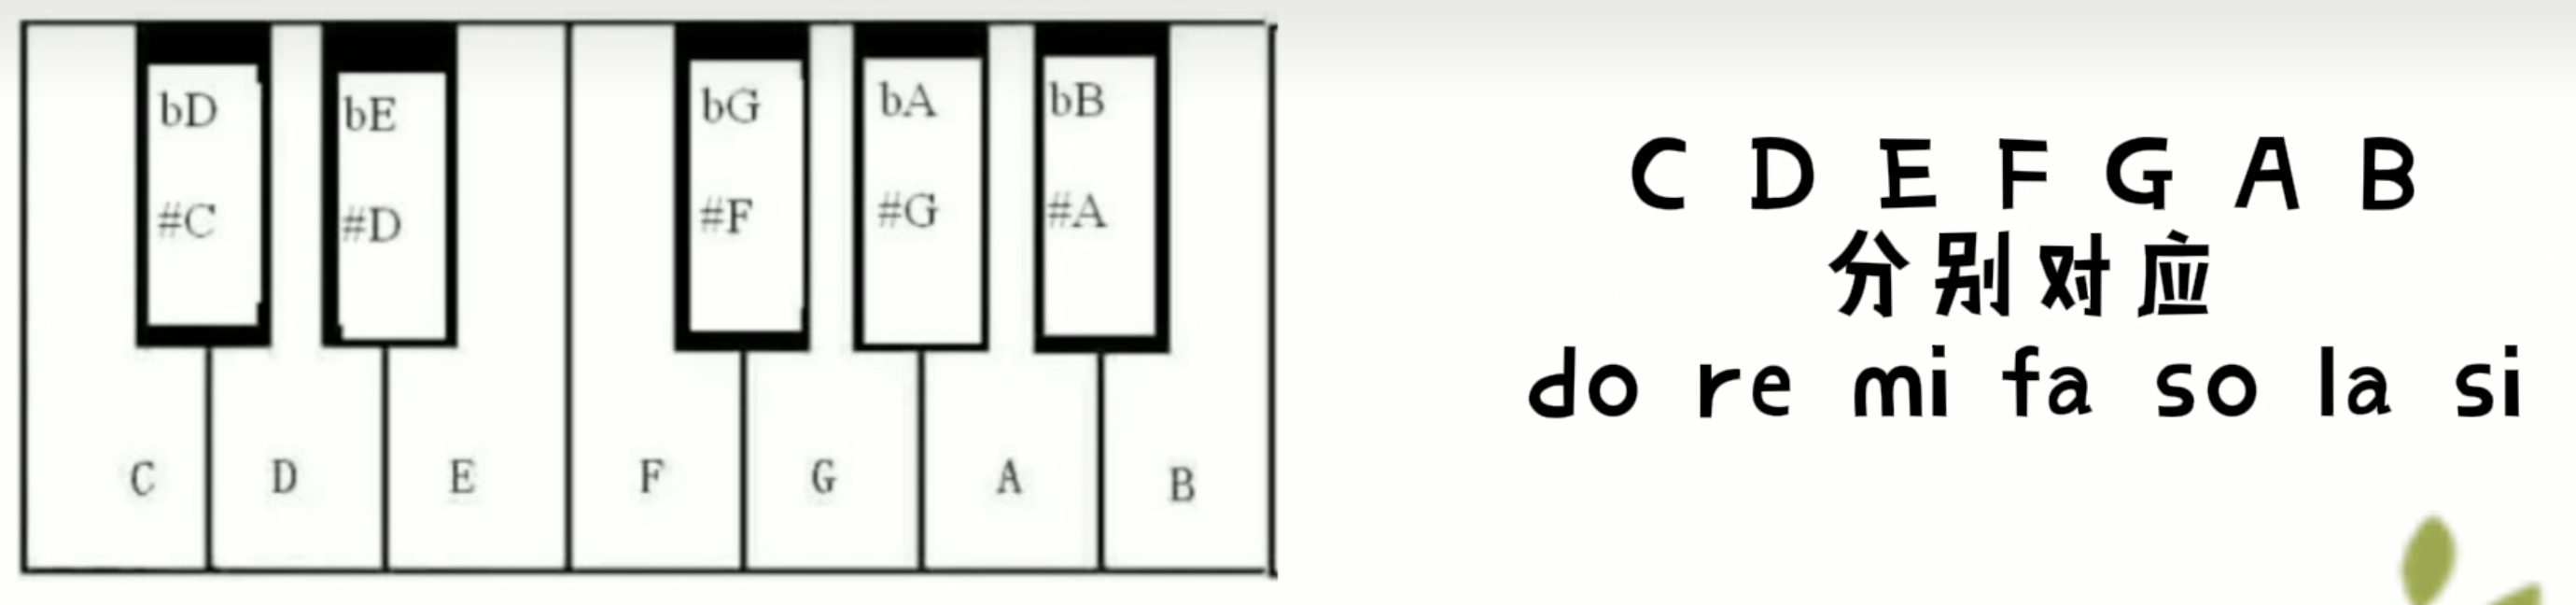 bD bE bG bA bB
#C #D #F #G #A
C D E F G A B
C D E F G A B
分别对应
do re mi fa so la si